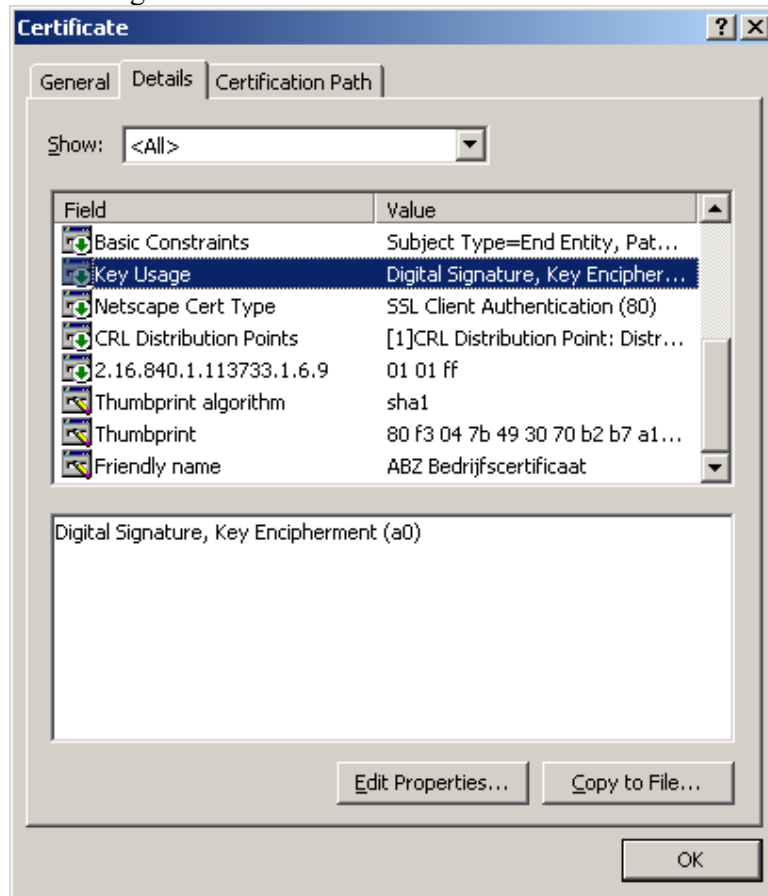 Certificate
General Details Certification Path
Show: <All>
Field Value
Basic Constraints Subject Type=End Entity, Pat...
Key Usage Digital Signature, Key Encipher...
Netscape Cert Type SSL Client Authentication (80)
CRL Distribution Points [1]CRL Distribution Point: Distr...
2.16.840.1.113733.1.6.9 01 01 ff
Thumbprint algorithm sha1
Thumbprint 80 f3 04 7b 49 30 70 b2 b7 a1...
Friendly name ABZ Bedrijfscertificaat
Digital Signature, Key Encipherment (a0)
Edit Properties... Copy to File...
OK